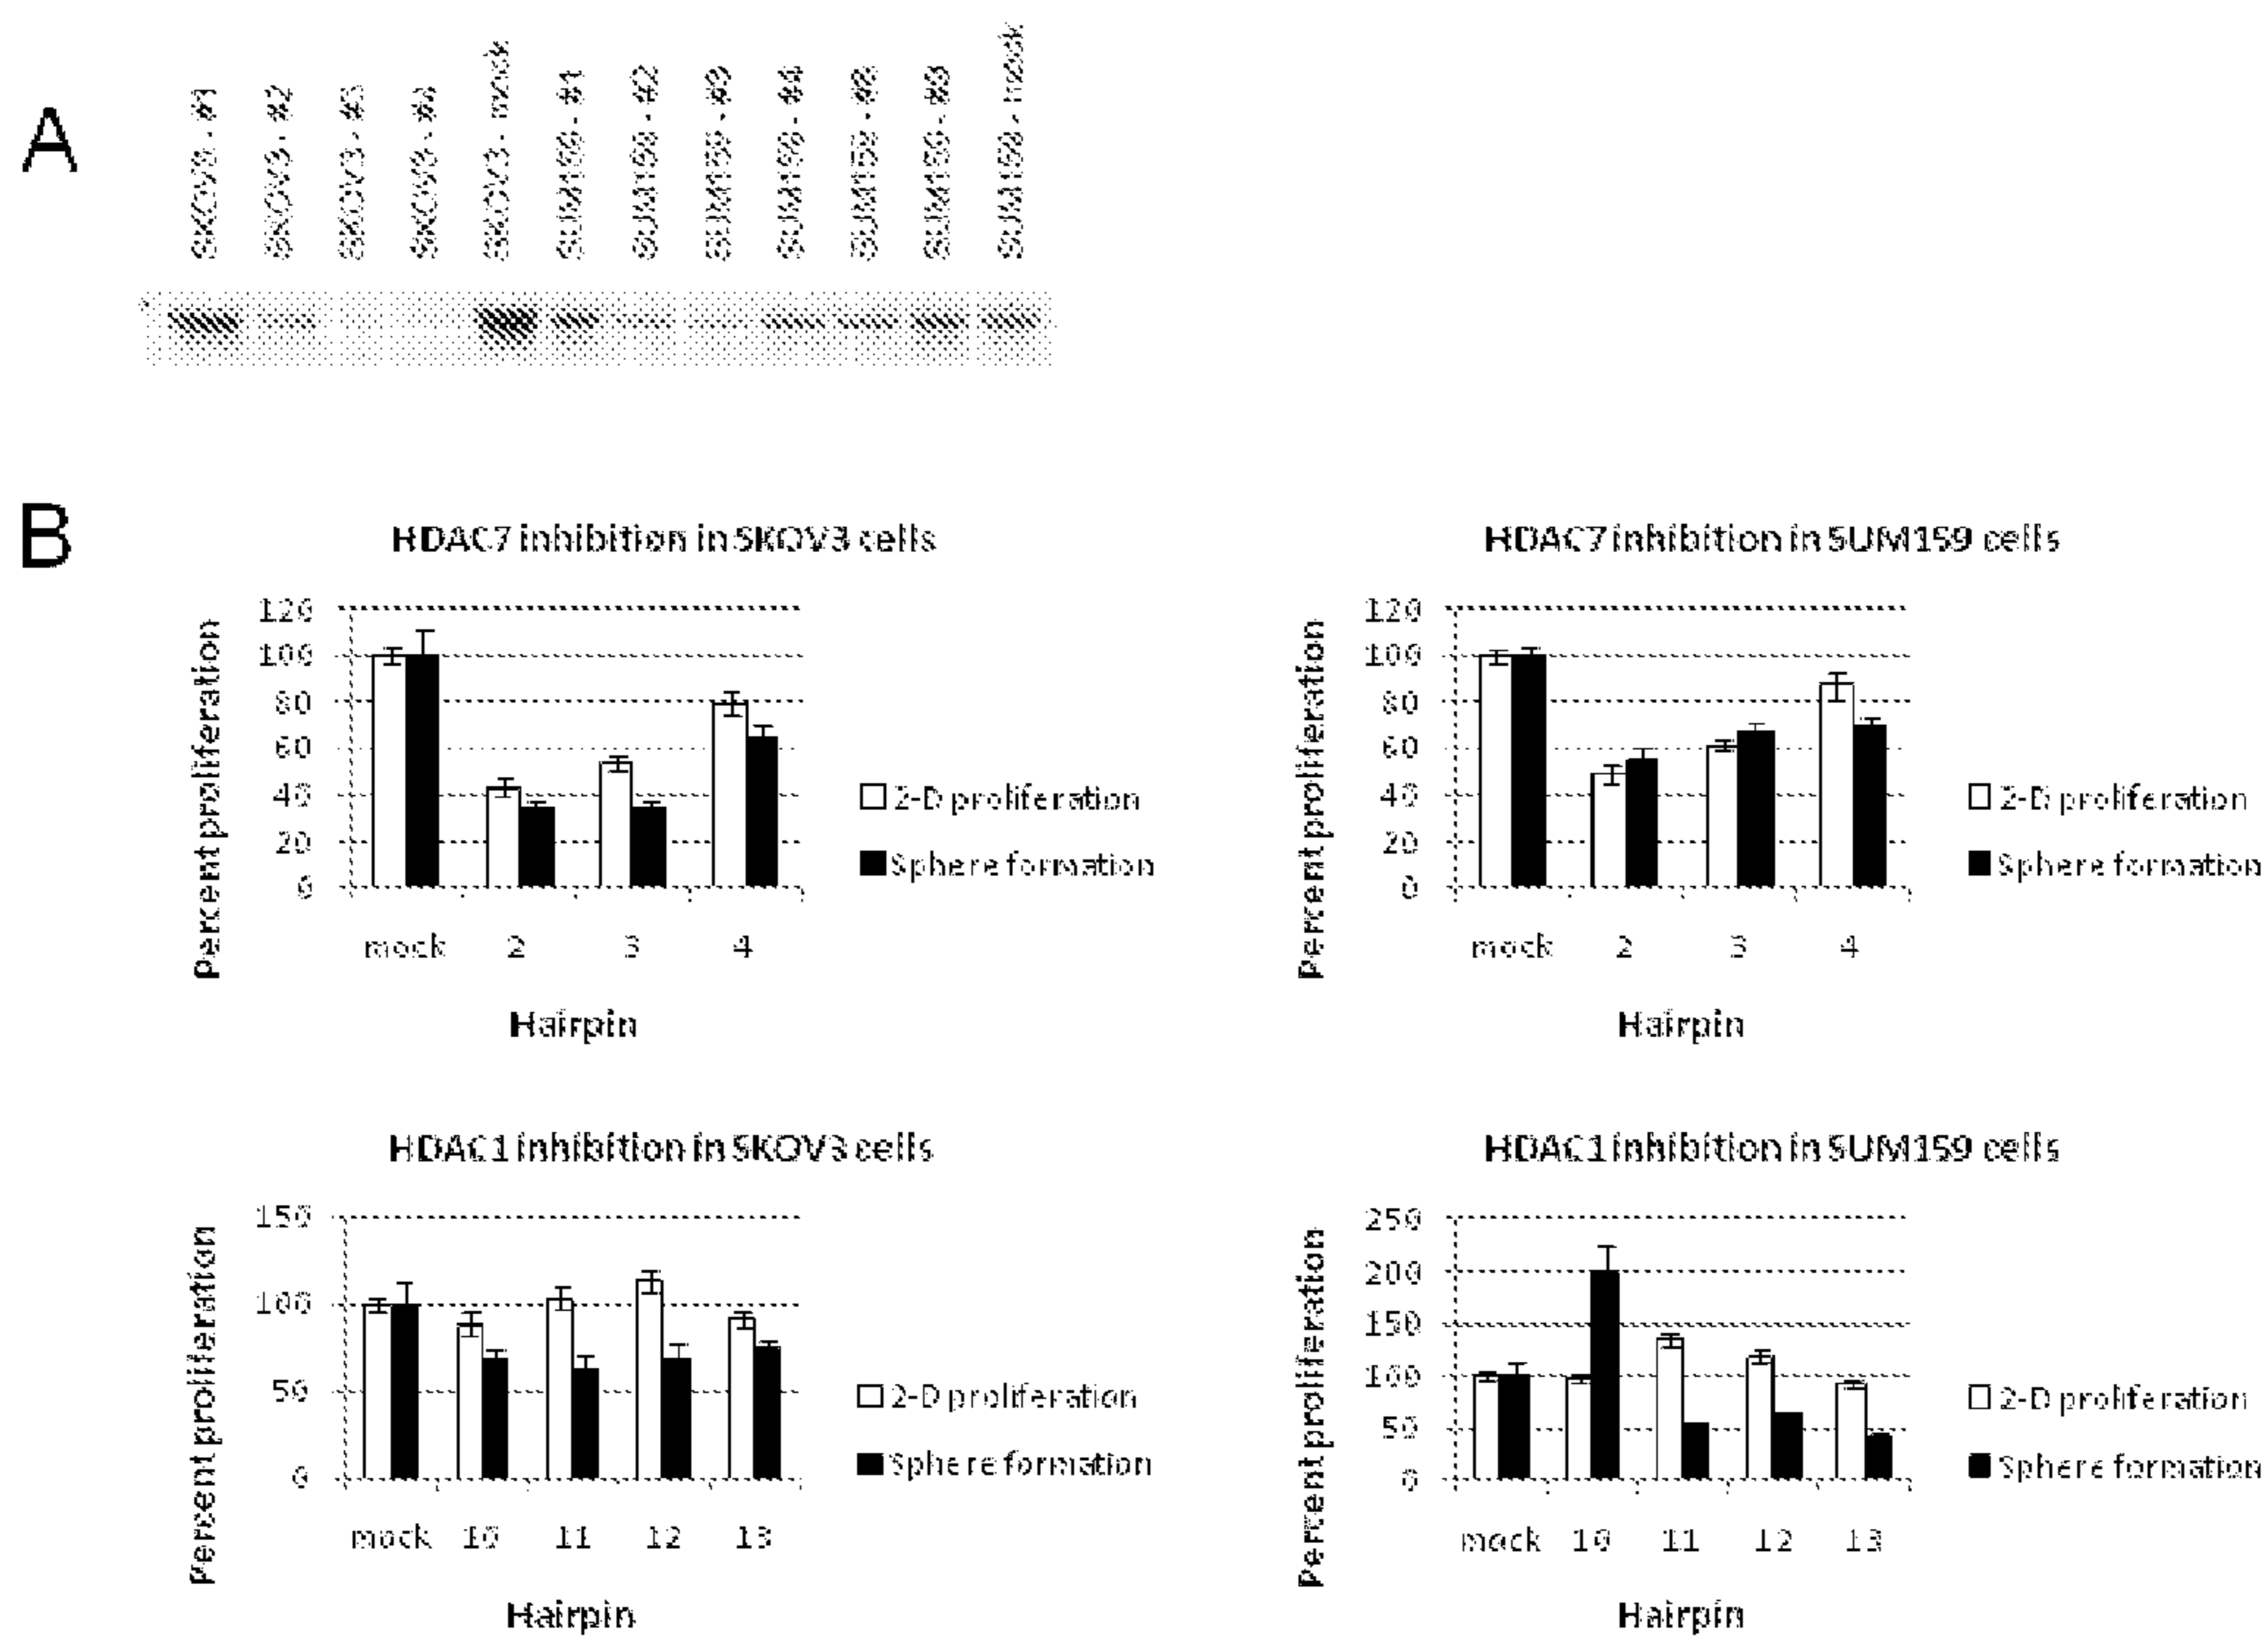 A
SKOV3 - #1
SKOV3 - #2
SKOV3 - #3
SKOV3 - #4
SKOV3 - mock
SUM159 - #1
SUM159 - #2
SUM159 - #3
SUM159 - #4
SUM159 -
SUM159 -
SUM159 - mock
B
HDAC7 inhibition in SKOV3 cells
Percent proliferation
120
100
80
60
40
20
0
mock 2 3 4
Hairpin
2-D proliferation
Sphere formation
HDAC7 inhibition in SUM159 cells
Percent proliferation
120
100
80
60
40
20
0
mock 2 3 4
Hairpin
2-D proliferation
Sphere formation
HDAC1 inhibition in SKOV3 cells
Percent proliferation
150
100
50
0
mock 10 11 12 13
Hairpin
2-D proliferation
Sphere formation
HDAC1 inhibition in SUM159 cells
Percent proliferation
250
200
150
100
50
0
mock 10 11 12 13
Hairpin
2-D proliferation
Sphere formation